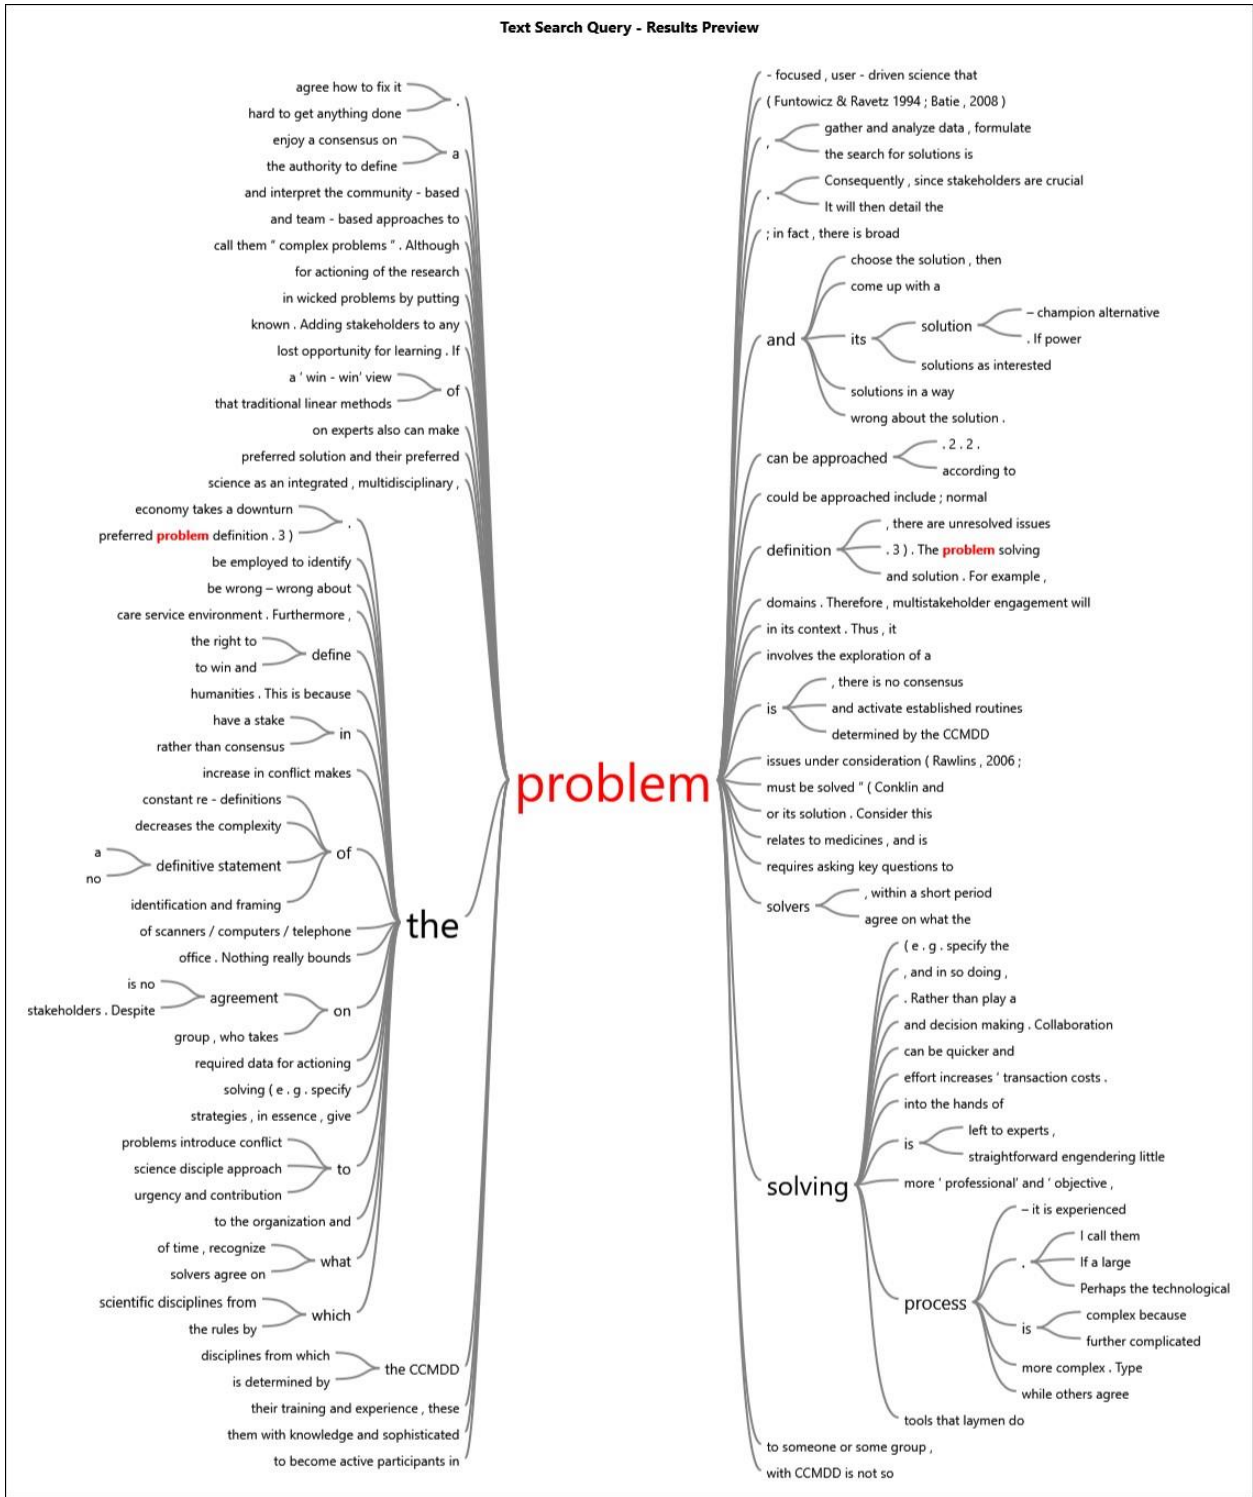 Text Search Query - Results Preview
agree how to fix it
hard to get anything done
.
enjoy a consensus on
the authority to define
a
and interpret the community - based
and team - based approaches to
call them " complex problems " . Although
for actioning of the research
in wicked problems by putting
known . Adding stakeholders to any
lost opportunity for learning . If
a ' win - win' view
that traditional linear methods
of
on experts also can make
preferred solution and their preferred
science as an integrated , multidisciplinary ,
economy takes a downturn
preferred problem definition . 3 )
.
be employed to identify
be wrong – wrong about
care service environment . Furthermore ,
the right to
to win and
define
humanities . This is because
have a stake
rather than consensus
in
increase in conflict makes
constant re - definitions
decreases the complexity
a
no
definitive statement
identification and framing
of
of scanners / computers / telephone
office . Nothing really bounds
is no
stakeholders . Despite
agreement
group , who takes
on
required data for actioning
solving ( e . g . specify
strategies , in essence , give
problems introduce conflict
science disciple approach
urgency and contribution
to
to the organization and
of time , recognize
solvers agree on
what
scientific disciplines from
the rules by
which
the
disciplines from which
is determined by
the CCMDD
their training and experience , these
them with knowledge and sophisticated
to become active participants in
problem
- focused , user - driven science that
( Funtowicz & Ravetz 1994 ; Batie , 2008 )
,
gather and analyze data , formulate
the search for solutions is
.
Consequently , since stakeholders are crucial
It will then detail the
; in fact , there is broad
and
choose the solution , then
come up with a
its
solution
– champion alternative
. If power
solutions as interested
solutions in a way
wrong about the solution .
can be approached
. 2 . 2 .
according to
could be approached include ; normal
definition
, there are unresolved issues
. 3 ) . The problem solving
and solution . For example ,
domains . Therefore , multistakeholder engagement will
in its context . Thus , it
involves the exploration of a
is
, there is no consensus
and activate established routines
determined by the CCMDD
issues under consideration ( Rawlins , 2006 ;
must be solved " ( Conklin and
or its solution . Consider this
relates to medicines , and is
requires asking key questions to
solvers
, within a short period
agree on what the
solving
( e . g . specify the
, and in so doing ,
. Rather than play a
and decision making . Collaboration
can be quicker and
effort increases ' transaction costs .
into the hands of
is
left to experts ,
straightforward engendering little
more ' professional' and ' objective ,
process
– it is experienced
.
I call them
If a large
Perhaps the technological
is
complex because
further complicated
more complex . Type
while others agree
tools that laymen do
to someone or some group ,
with CCMDD is not so